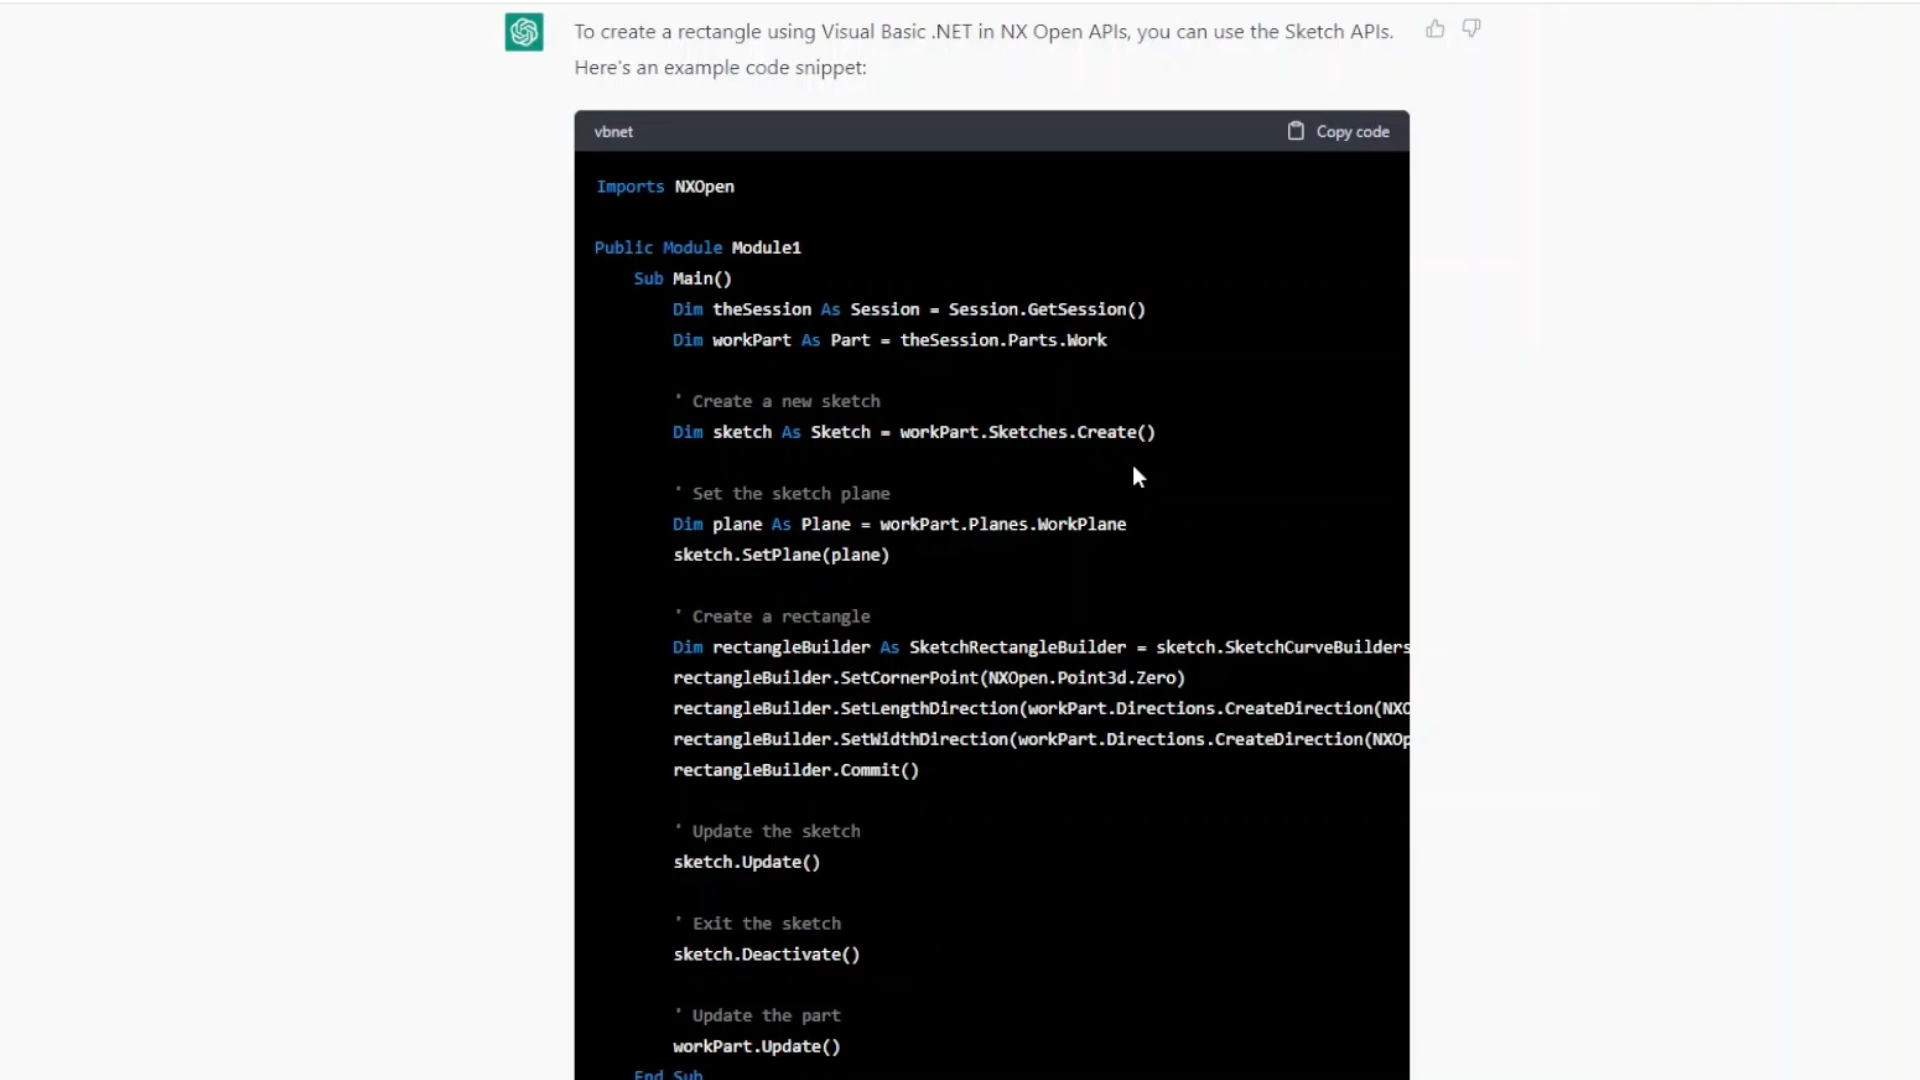 To create a rectangle using Visual Basic .NET in NX Open APIs, you can use the Sketch APIs.
Here's an example code snippet:
vbnet
Copy code
Imports NXOpen
Public Module Module1
Sub Main()
Dim theSession As Session = Session.GetSession()
Dim workPart As Part = theSession.Parts.Work
' Create a new sketch
Dim sketch As Sketch = workPart.Sketches.Create()
' Set the sketch plane
Dim plane As Plane = workPart.Planes.WorkPlane
sketch.SetPlane(plane)
' Create a rectangle
Dim rectangleBuilder As SketchRectangleBuilder = sketch.SketchCurveBuilders
rectangleBuilder.SetCornerPoint(NXOpen.Point3d.Zero)
rectangleBuilder.SetLengthDirection(workPart.Directions.CreateDirection(NXO
rectangleBuilder.SetWidthDirection(workPart.Directions.CreateDirection(NXOp
rectangleBuilder.Commit()
' Update the sketch
sketch.Update()
' Exit the sketch
sketch.Deactivate()
' Update the part
workPart.Update()
End Sub